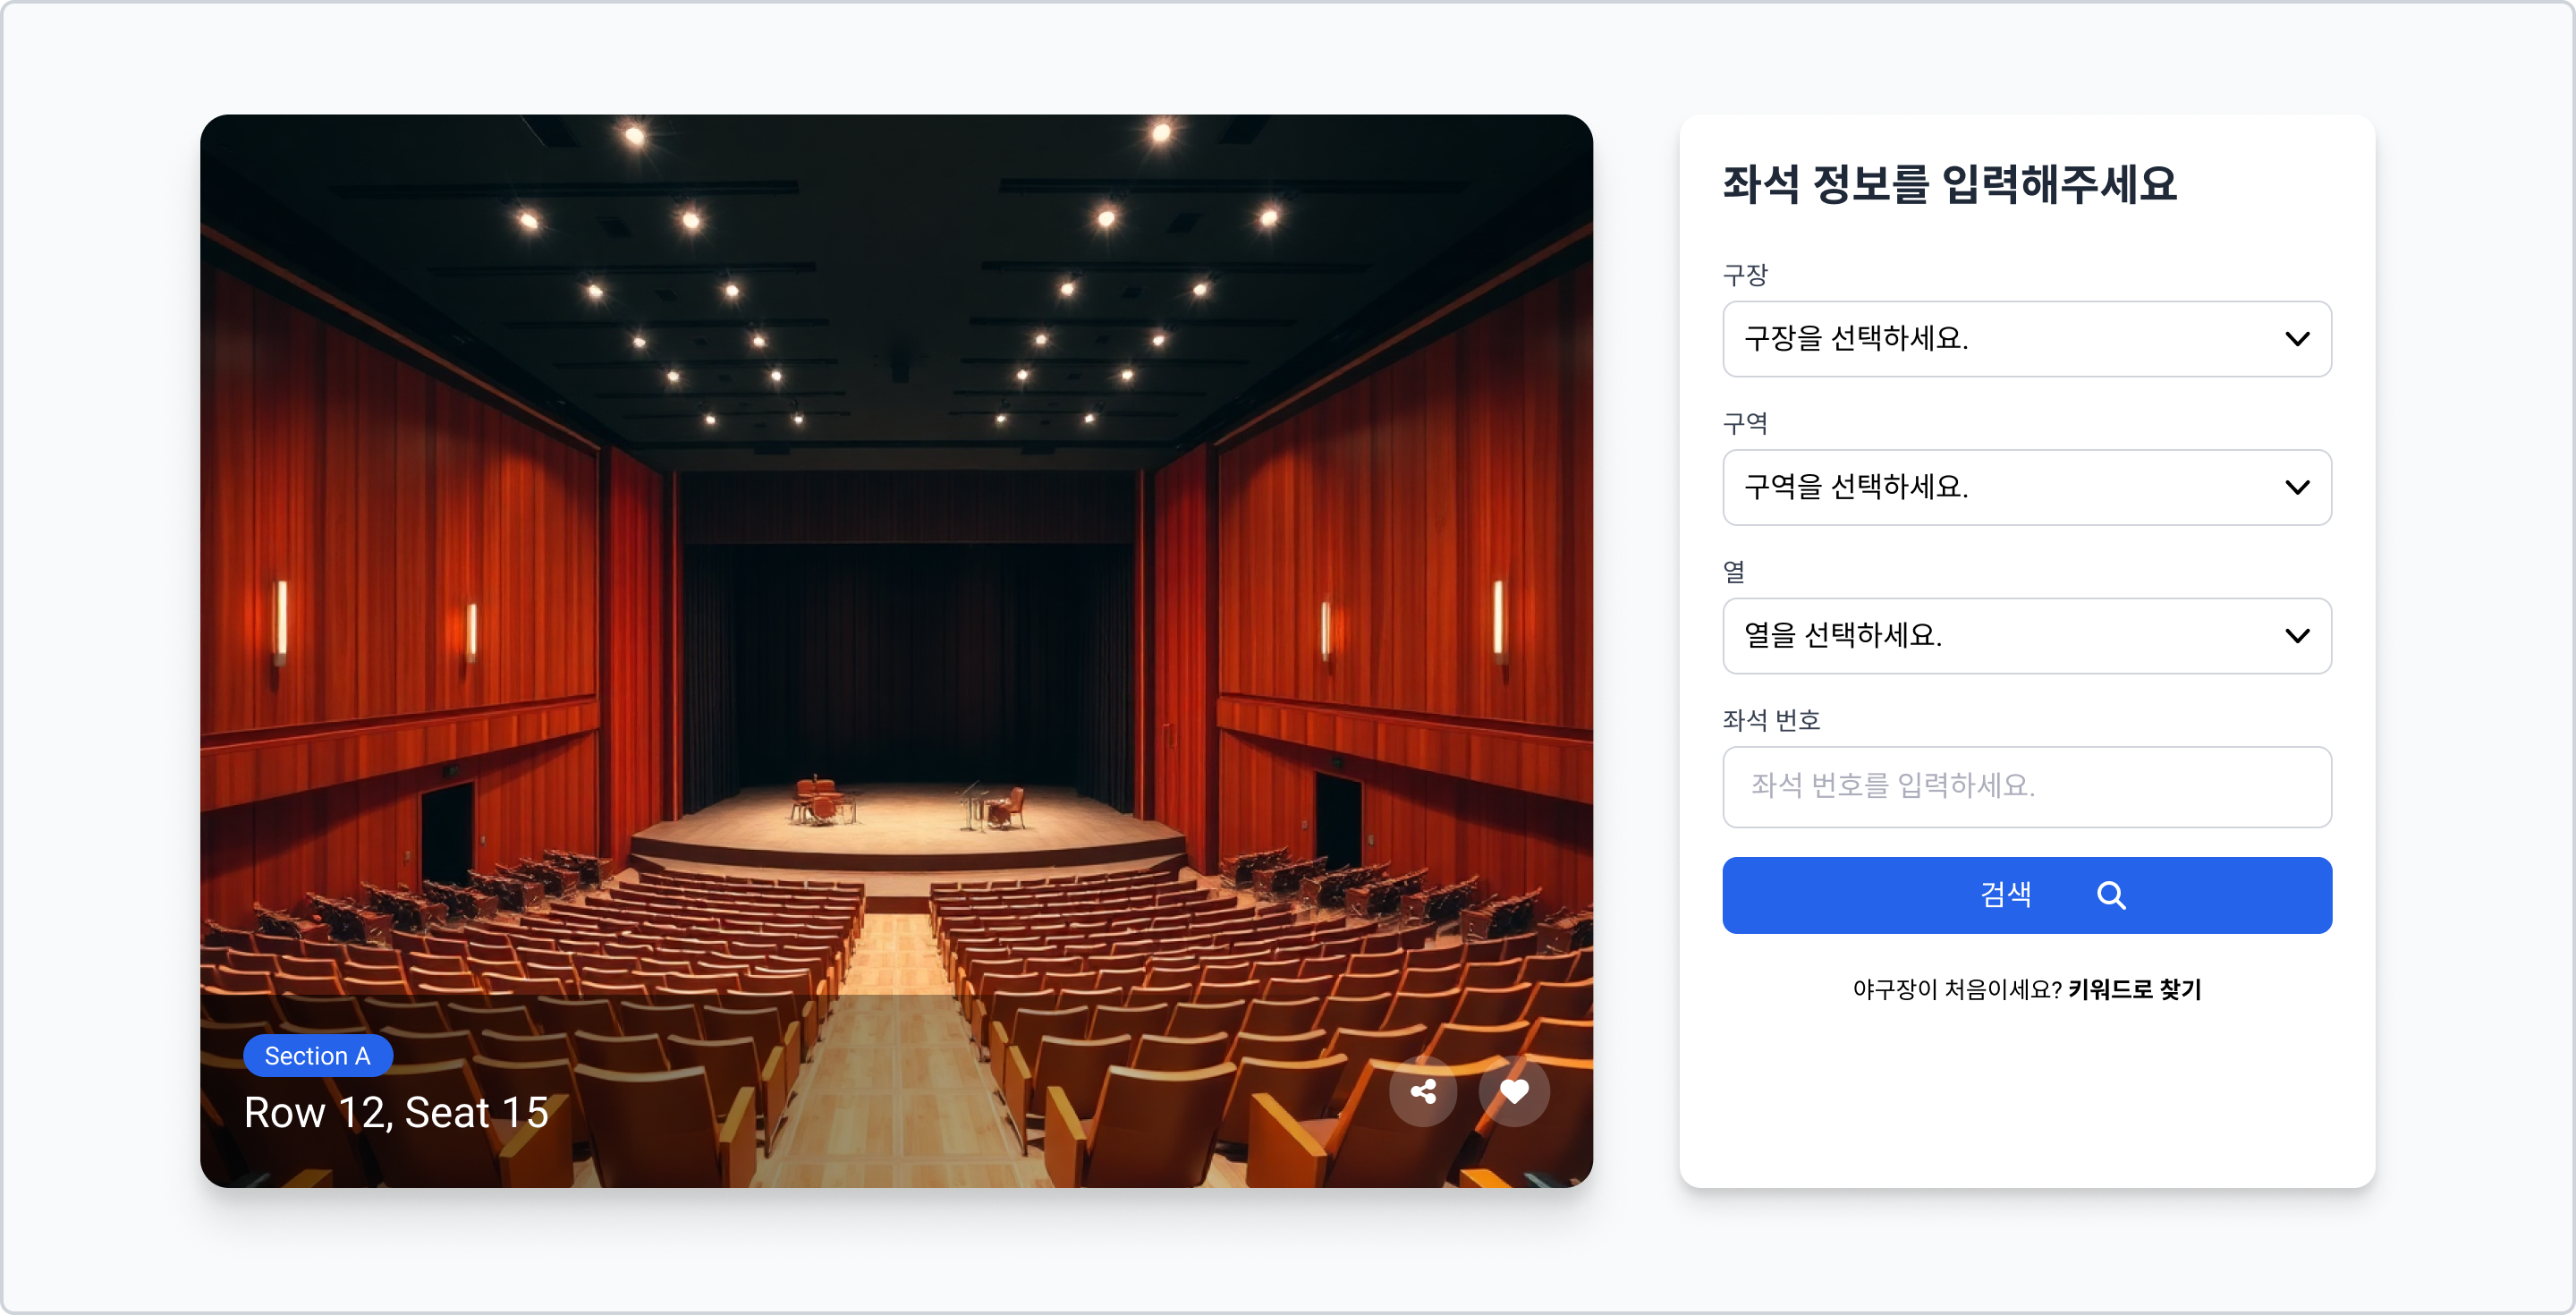 Section A
Row 12, Seat 15
좌석 정보를 입력해주세요
구장
구장을 선택하세요.
구역
구역을 선택하세요.
열
열을 선택하세요.
좌석 번호
좌석 번호를 입력하세요.
검색
야구장이 처음이세요? 키워드로 찾기